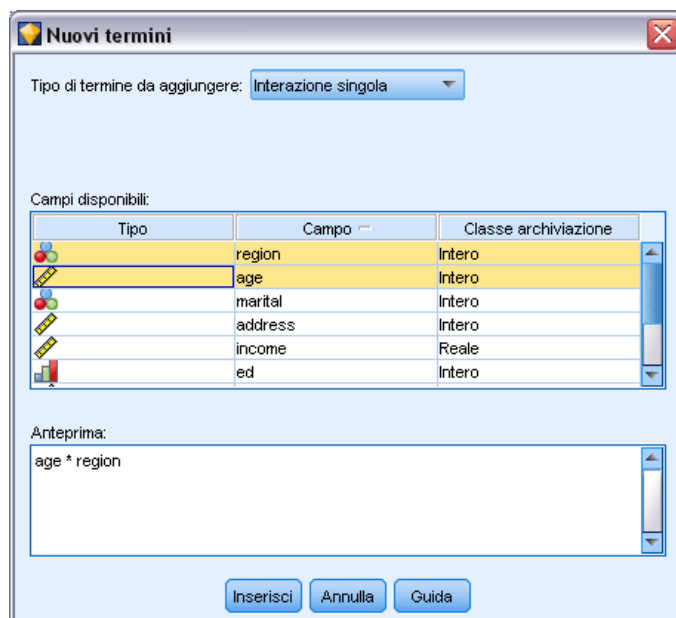 Nuovi termini
Tipo di termine da aggiungere: Interazione singola
Campi disponibili:
Tipo Campo Classe archiviazione
region Intero
age Intero
marital Intero
address Intero
income Reale
ed Intero
Anteprima:
age * region
Inserisci Annulla Guida